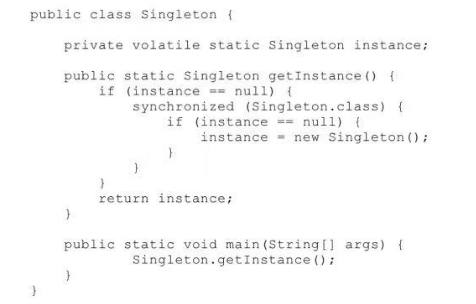 public class Singleton {
private volatile static Singleton instance;
public static Singleton getInstance() {
if (instance == null) {
synchronized (Singleton.class) {
if (instance == null) {
instance = new Singleton();
}
}
}
return instance;
}
public static void main(String[] args) {
Singleton.getInstance();
}
}